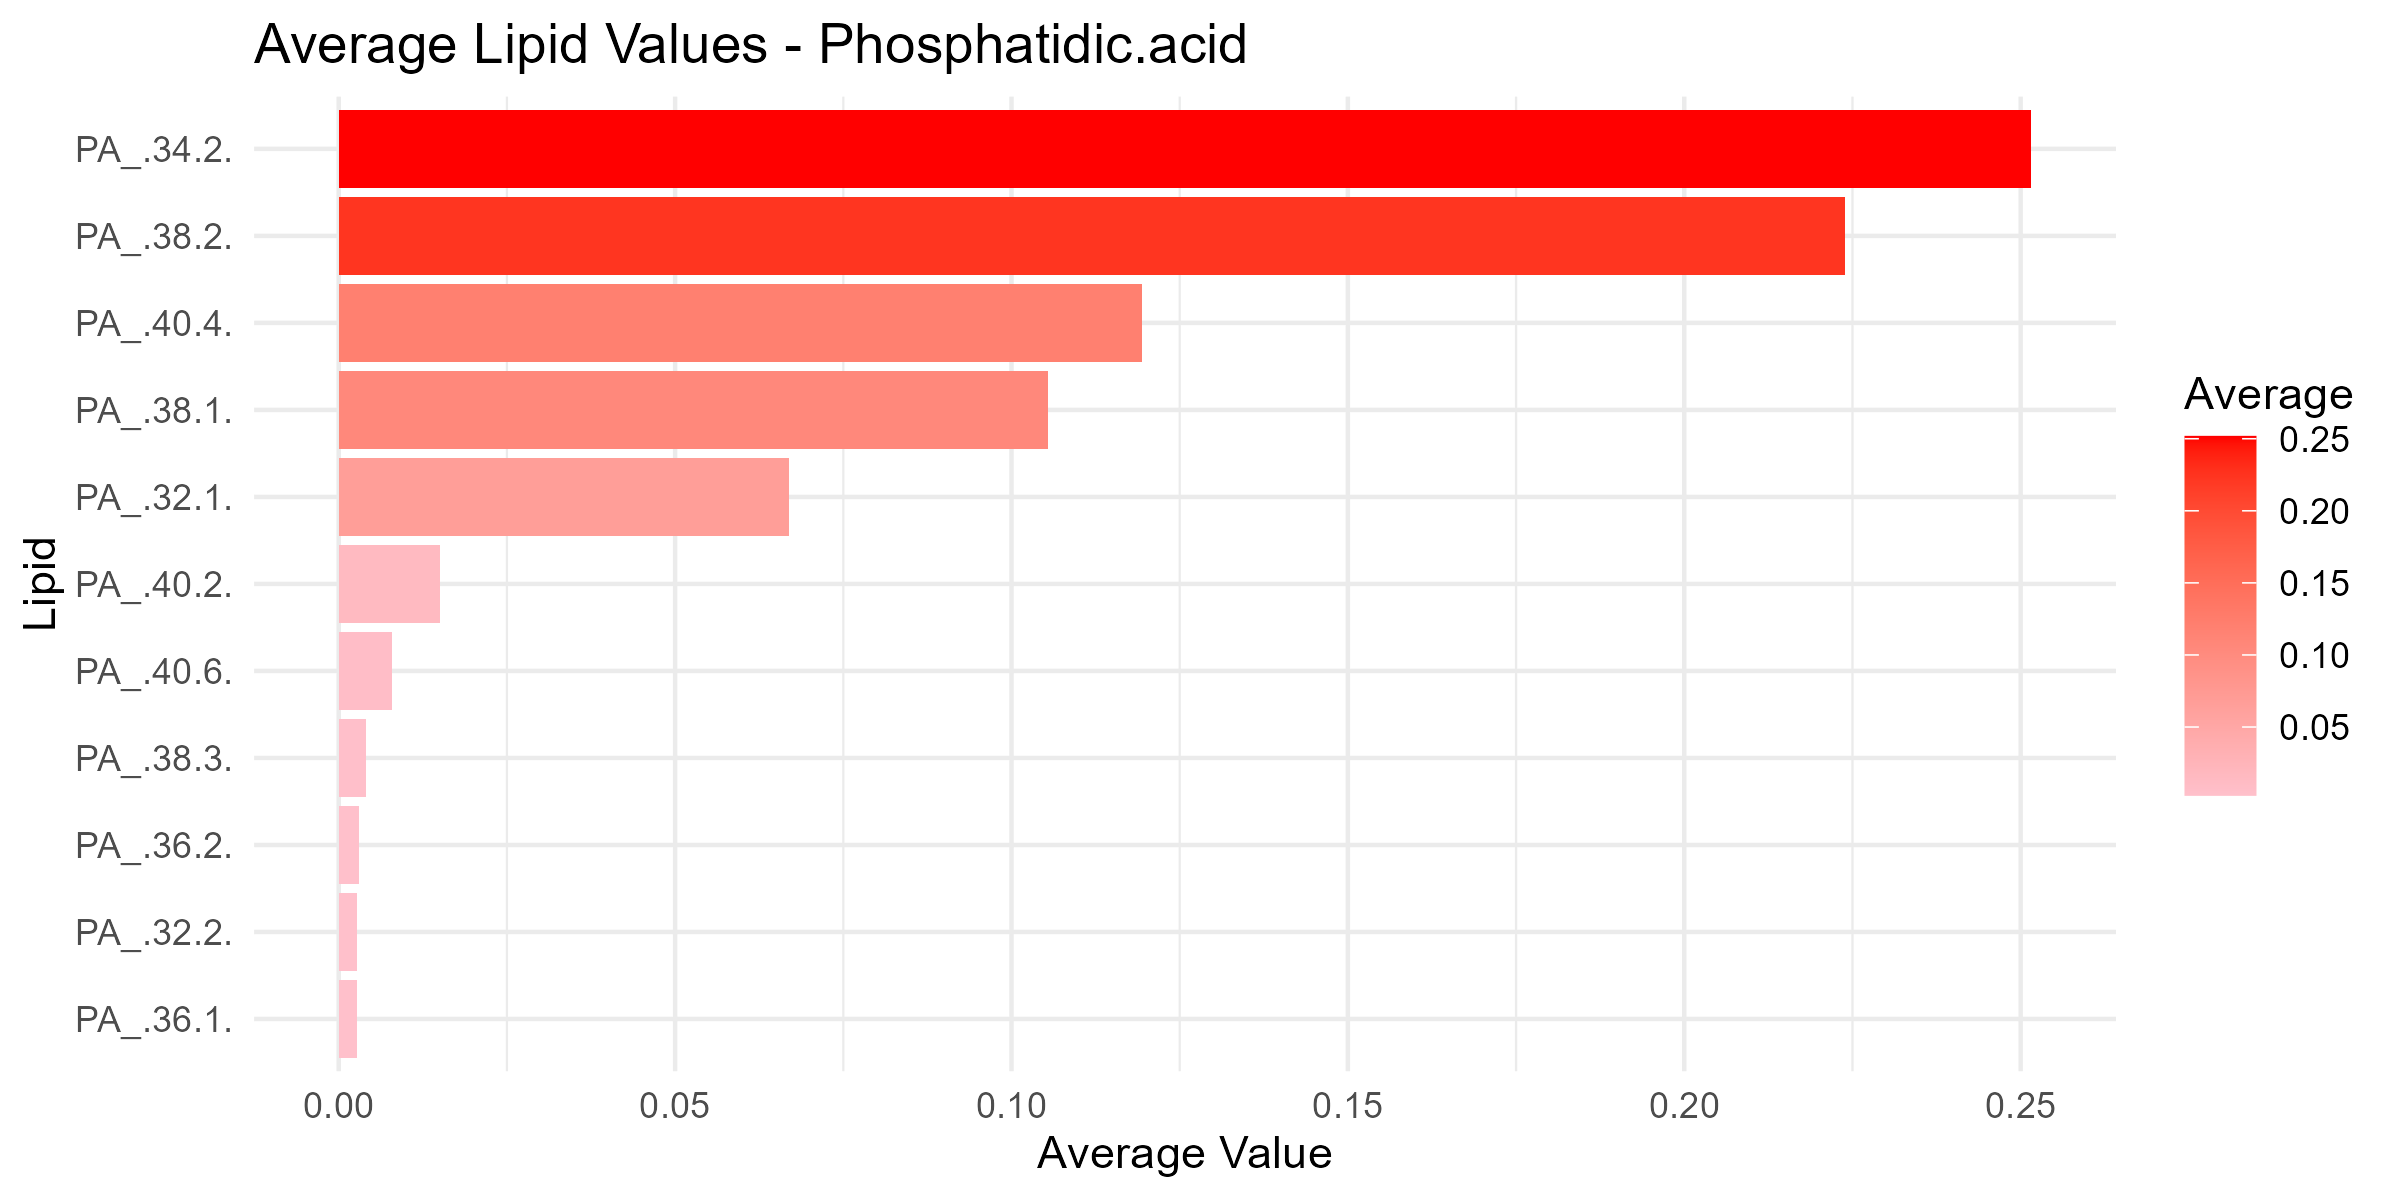 Average Lipid Values - Phosphatidic.acid
Lipid
PA_.34.2.
PA_.38.2.
PA_.40.4.
PA_.38.1.
PA_.32.1.
PA_.40.2.
PA_.40.6.
PA_.38.3.
PA_.36.2.
PA_.32.2.
PA_.36.1.
0.00 0.05 0.10 0.15 0.20 0.25
Average Value
Average
0.25
0.20
0.15
0.10
0.05